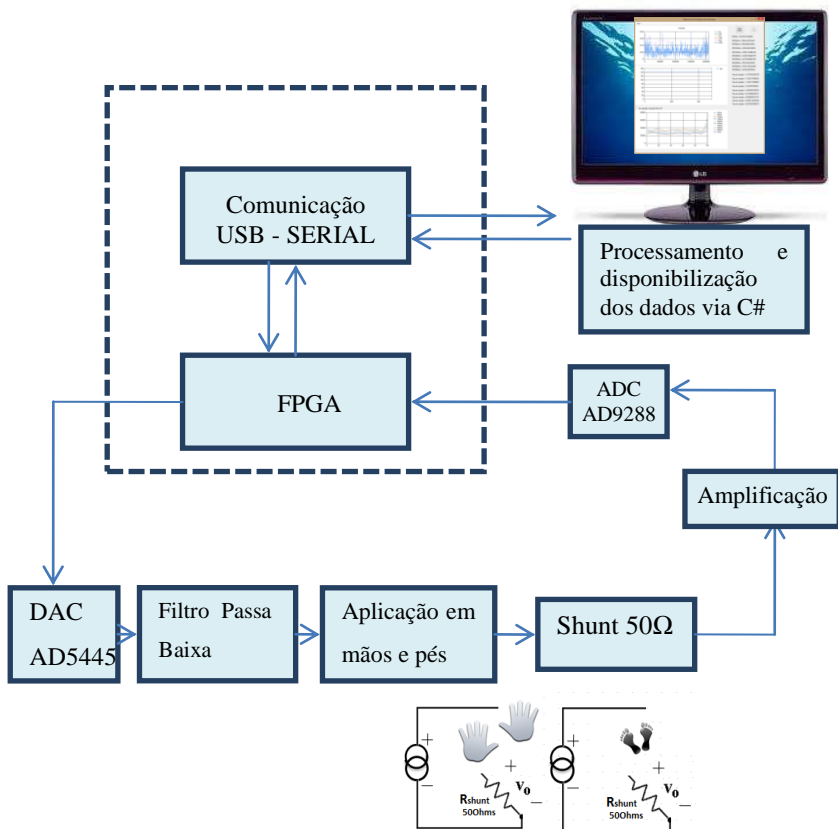 Comunicação
USB - SERIAL
LG
Processamento e
disponibilização
dos dados via C#
FPGA
ADC
AD9288
Amplificação
DAC
AD5445
Filtro Passa
Baixa
Aplicação em
mãos e pés
Shunt 50Ω
+
−
+
Rshunt
50Ohms
vo
−
+
−
+
Rshunt
50Ohms
vo
−